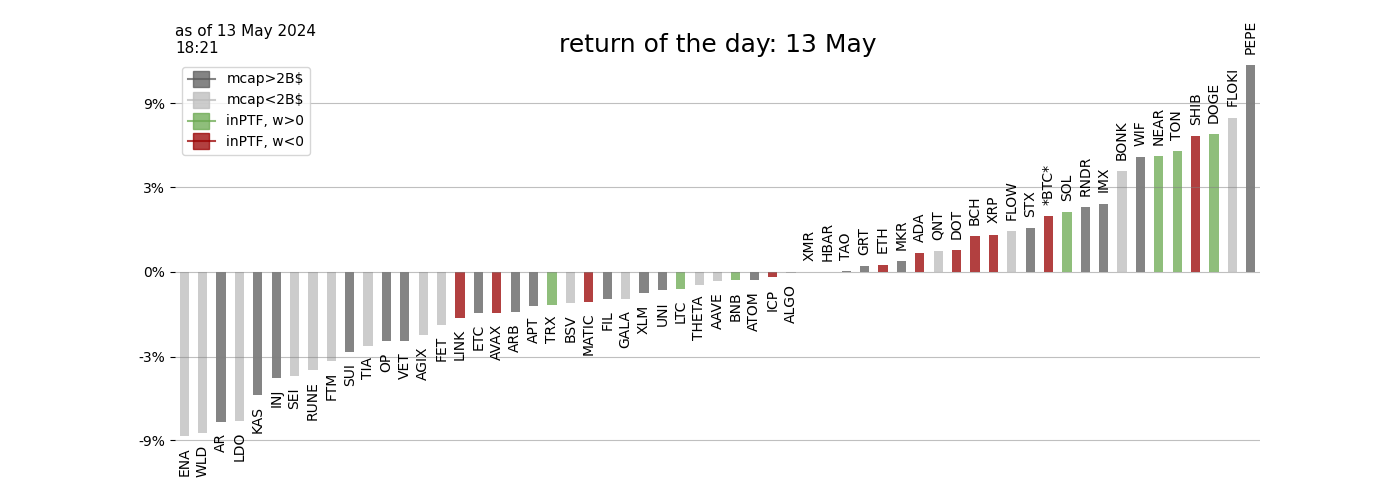 as of 13 May 2024
18:21
return of the day: 13 May
mcap>2B$
mcap<2B$
inPTF, w>0
inPTF, w<0
9%
3%
0%
-3%
-9%
ENA
WLD
AR
LDO
KAS
INJ
SEI
RUNE
FTM
SUI
TIA
OP
VET
AGIX
FET
LINK
ETC
AVAX
ARB
APT
TRX
BSV
MATIC
FIL
GALA
XLM
UNI
LTC
THETA
AAVE
BNB
ATOM
ICP
ALGO
XMR
HBAR
TAO
GRT
ETH
MKR
ADA
QNT
DOT
BCH
XRP
FLOW
STX
*BTC*
SOL
RNDR
IMX
BONK
WIF
NEAR
TON
SHIB
DOGE
FLOKI
PEPE